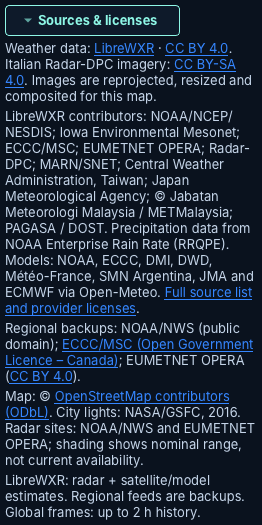 Sources & licenses
Weather data: LibreWXR · CC BY 4.0.
Italian Radar-DPC imagery: CC BY-SA
4.0. Images are reprojected, resized and
composited for this map.
LibreWXR contributors: NOAA/NCEP/
NESDIS; Iowa Environmental Mesonet;
ECCC/MSC; EUMETNET OPERA; Radar-
DPC; MARN/SNET; Central Weather
Administration, Taiwan; Japan
Meteorological Agency; © Jabatan
Meteorologi Malaysia / METMalaysia;
PAGASA / DOST. Precipitation data from
NOAA Enterprise Rain Rate (RRQPE).
Models: NOAA, ECCC, DMI, DWD,
Météo-France, SMN Argentina, JMA and
ECMWF via Open-Meteo. Full source list
and provider licenses.
Regional backups: NOAA/NWS (public
domain); ECCC/MSC (Open Government
Licence – Canada); EUMETNET OPERA
(CC BY 4.0).
Map: © OpenStreetMap contributors
(ODbL). City lights: NASA/GSFC, 2016.
Radar sites: NOAA/NWS and EUMETNET
OPERA; shading shows nominal range,
not current availability.
LibreWXR: radar + satellite/model
estimates. Regional feeds are backups.
Global frames: up to 2 h history.